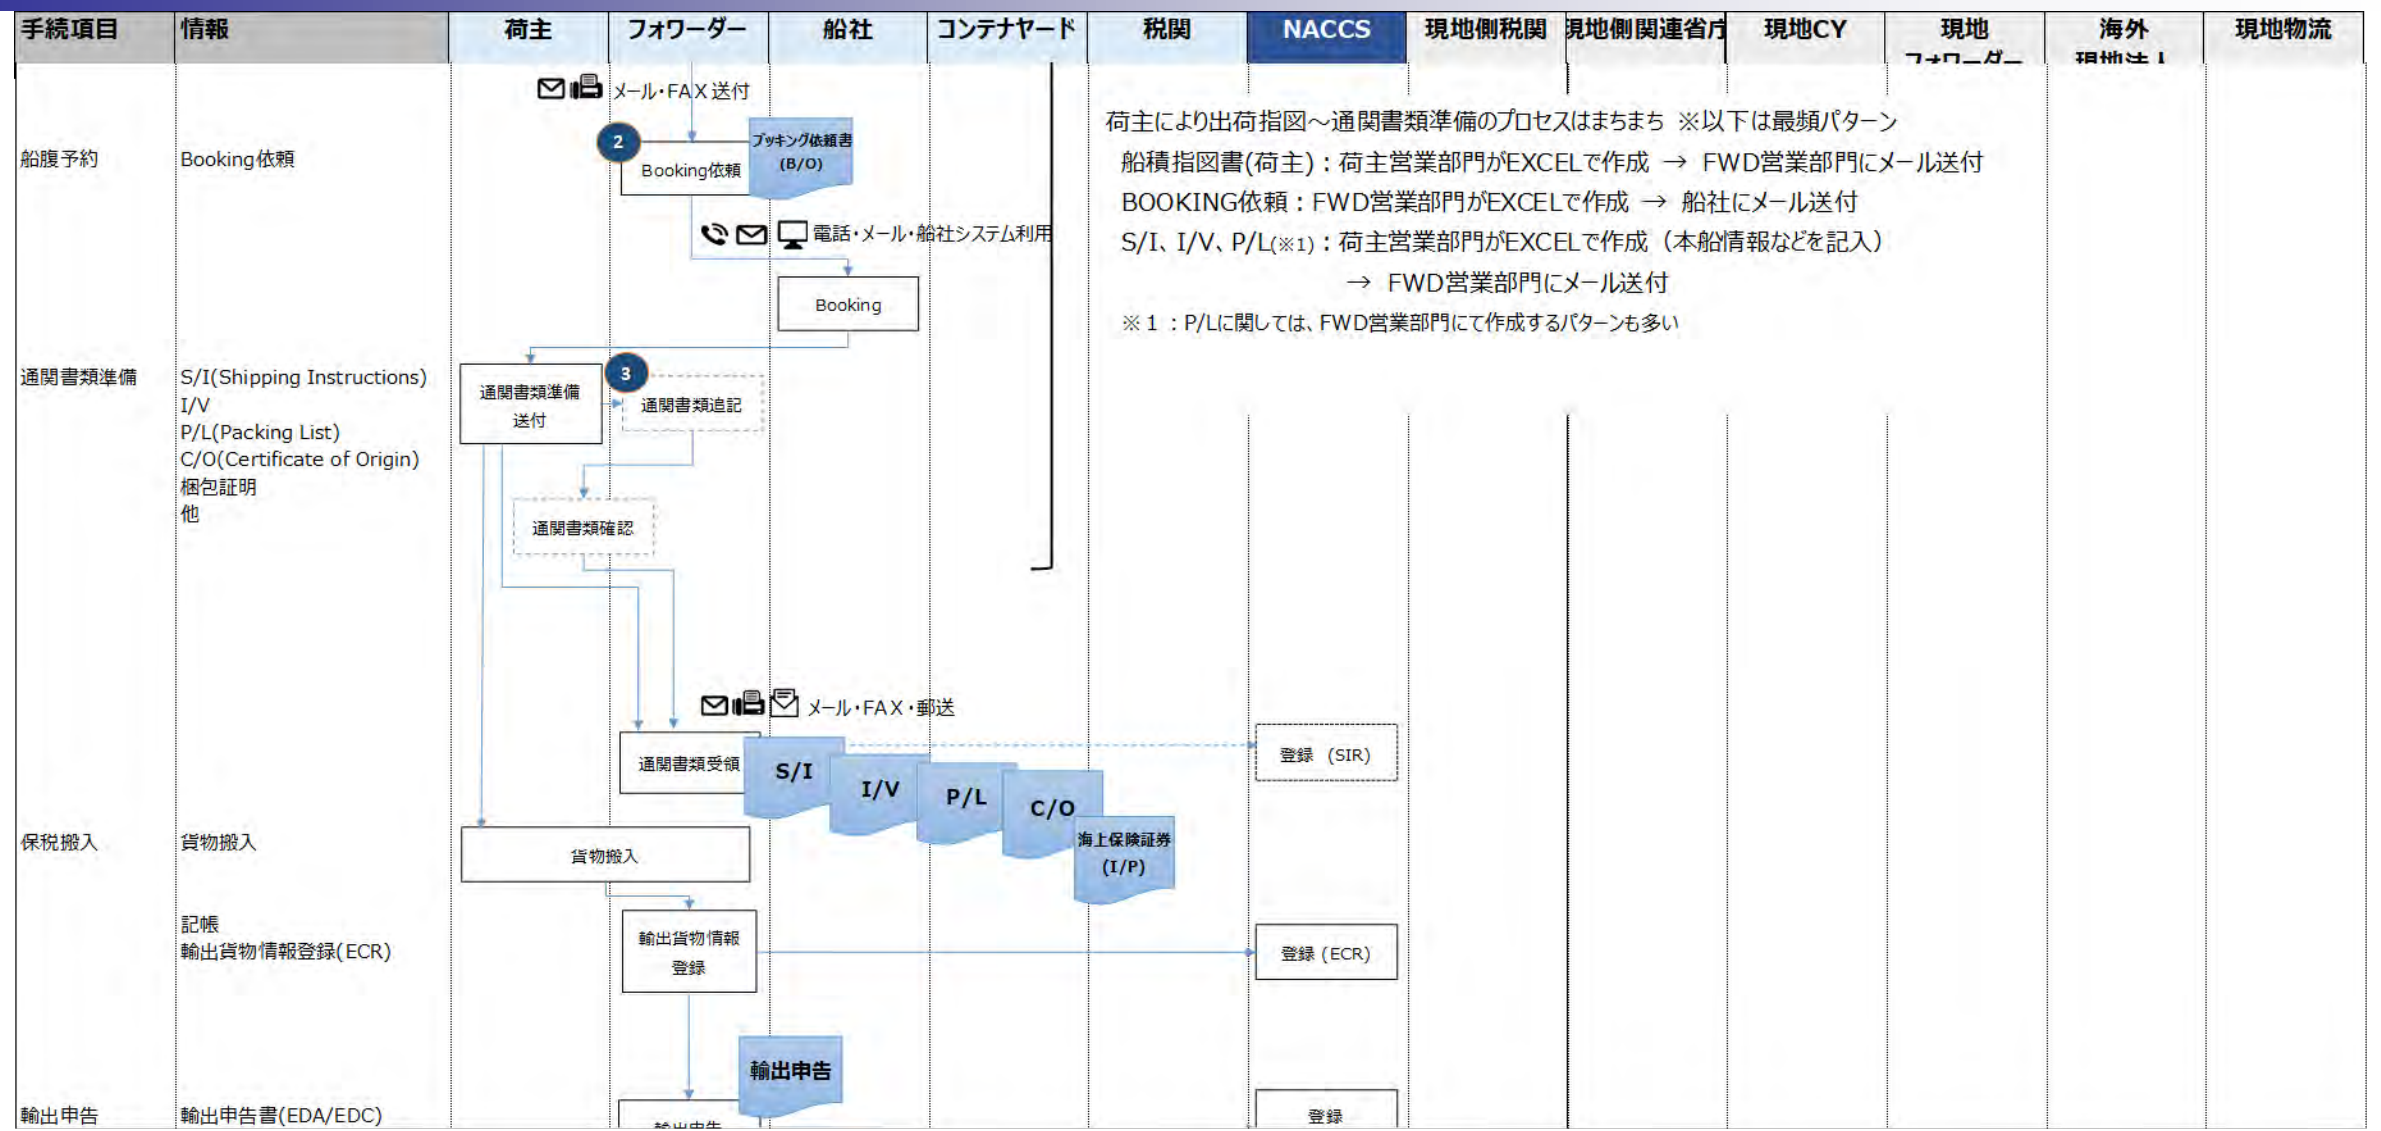 手続項目
情報
荷主
フォワーダー
船社
コンテナヤード
税関
NACCS
現地側税関
現地側関連省庁
現地CY
現地
フォワーダー
海外
現地法人
現地物流
メール・FAX送付
船腹予約
Booking依頼
2
Booking依頼
ブッキング依頼書
(B/O)
電話・メール・船社システム利用
Booking
荷主により出荷指図～通関書類準備のプロセスはまちまち ※以下は最頻パターン
船積指図書(荷主)：荷主営業部門がEXCELで作成 → FWD営業部門にメール送付
BOOKING依頼：FWD営業部門がEXCELで作成 → 船社にメール送付
S/I、I/V、P/L(※1)：荷主営業部門がEXCELで作成（本船情報などを記入）
→ FWD営業部門にメール送付
※１：P/Lに関しては、FWD営業部門にて作成するパターンも多い
通関書類準備
S/I(Shipping Instructions)
I/V
P/L(Packing List)
C/O(Certificate of Origin)
梱包証明
他
通関書類準備
送付
3
通関書類追記
通関書類確認
メール・FAX・郵送
通関書類受領
S/I
I/V
P/L
C/O
海上保険証券
(I/P)
登録 (SIR)
保税搬入
貨物搬入
貨物搬入
記帳
輸出貨物情報登録(ECR)
輸出貨物情報
登録
登録 (ECR)
輸出申告
輸出申告
輸出申告書(EDA/EDC)
輸出申告
登録